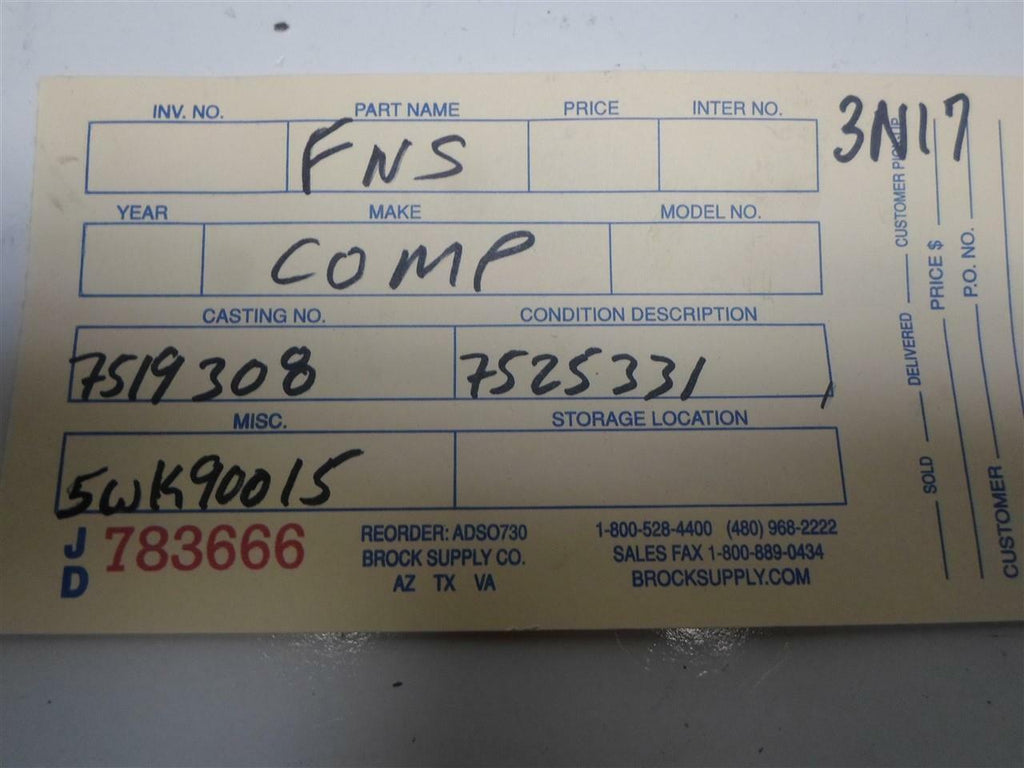 INV. NO. PART NAME PRICE INTER NO.
FNS
3N17
YEAR MAKE MODEL NO.
COMP
CASTING NO. CONDITION DESCRIPTION
7519308 7525331
MISC. STORAGE LOCATION
5WK90015
JD 783666
REORDER: ADSO730
BROCK SUPPLY CO.
AZ TX VA
1-800-528-4400 (480) 968-2222
SALES FAX 1-800-889-0434
BROCKSUPPLY.COM
SOLD DELIVERED CUSTOMER PICK-UP
PRICE $
P.O. NO.
CUSTOMER